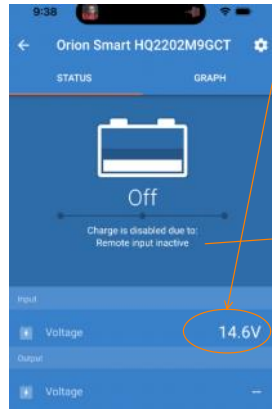 9:38
Orion Smart HQ2202M9GCT
STATUS
GRAPH
Off
Charge is disabled due to:
Remote input inactive
Input
Voltage
14.6V
Output
Voltage
--